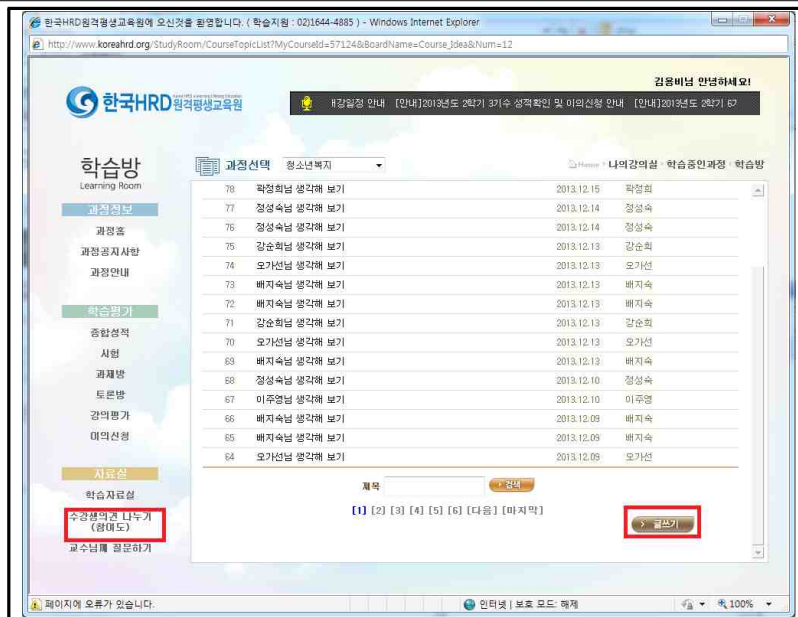 한국HRD원격평생교육원에 오신것을 환영합니다. ( 학습지원 : 02)1644-4885 ) - Windows Internet Explorer
http://www.koreahrd.org/StudyRoom/CourseTopicList?MyCourseId=57124&BoardName=Course_Idea&Num=12
김용비님 안녕하세요!
한국HRD원격평생교육원
개강일정 안내 [안내]2013년도 2학기 3기수 성적확인 및 이의신청 안내 [안내]2013년도 2학기 6기
학습방
Learning Room
과정선택 청소년복지
Home 나의강의실 학습중인과정 학습방
과정정보
과정홈
과정공지사항
과정안내
학습평가
종합성적
시험
과제방
토론방
강의평가
이의신청
자료실
학습자료실
수강생의견 나누기
(참여도)
교수님께 질문하기
78 곽정희님 생각해 보기 2013.12.15 곽정희
77 정성숙님 생각해 보기 2013.12.14 정성숙
76 정성숙님 생각해 보기 2013.12.14 정성숙
75 강순희님 생각해 보기 2013.12.13 강순희
74 오가선님 생각해 보기 2013.12.13 오가선
73 배지숙님 생각해 보기 2013.12.13 배지숙
72 배지숙님 생각해 보기 2013.12.13 배지숙
71 강순희님 생각해 보기 2013.12.13 강순희
70 오가선님 생각해 보기 2013.12.13 오가선
69 배지숙님 생각해 보기 2013.12.13 배지숙
68 정성숙님 생각해 보기 2013.12.10 정성숙
67 이주영님 생각해 보기 2013.12.10 이주영
66 배지숙님 생각해 보기 2013.12.09 배지숙
65 배지숙님 생각해 보기 2013.12.09 배지숙
64 오가선님 생각해 보기 2013.12.09 오가선
제목 검색
[1] [2] [3] [4] [5] [6] [다음] [마지막]
글쓰기
페이지에 오류가 있습니다.
인터넷 | 보호 모드: 해제
100%